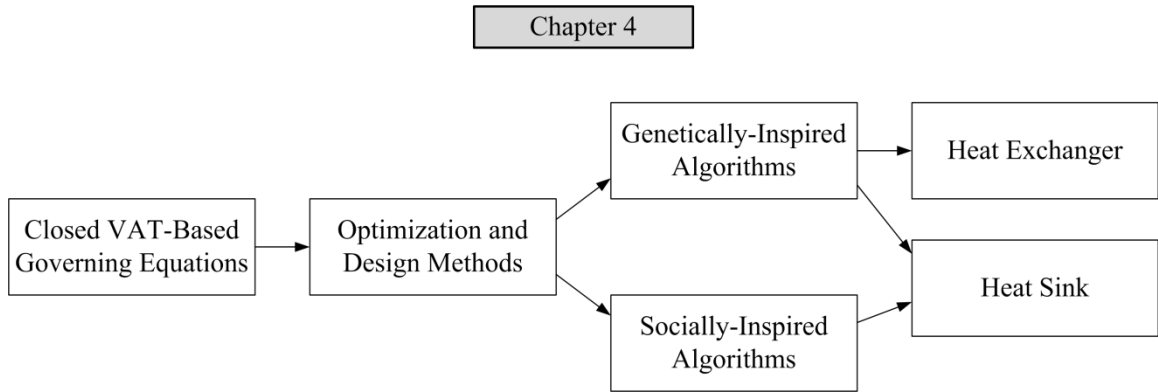 Chapter 4
Closed VAT-Based
Governing Equations
Optimization and
Design Methods
Genetically-Inspired
Algorithms
Socially-Inspired
Algorithms
Heat Exchanger
Heat Sink